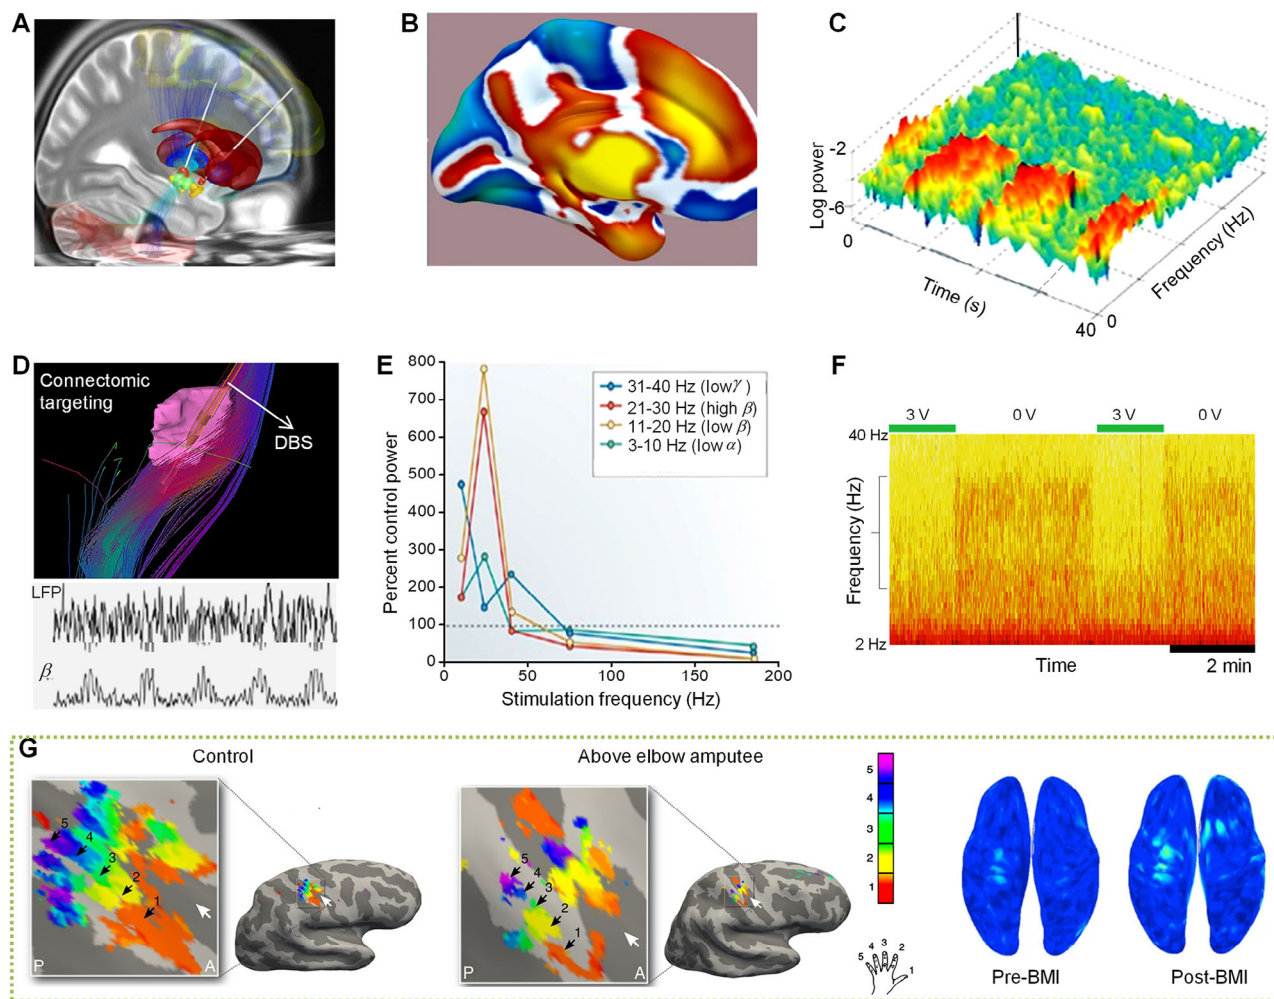 A
B
C
Log power
-2
-6
0
Time (s)
40
0
Frequency (Hz)
D
Connectomic
targeting
DBS
LFP
β
E
Percent control power
800
700
600
500
400
300
200
100
0
0
50
100
150
200
Stimulation frequency (Hz)
31-40 Hz (low γ )
21-30 Hz (high β)
11-20 Hz (low β)
3-10 Hz (low α)
F
3 V
0 V
3 V
0 V
40 Hz
Frequency (Hz)
2 Hz
Time
2 min
G
Control
5
4
3
2
1
P
A
Above elbow amputee
5
4
3
2
1
P
A
5
4
3
2
1
5
4
3
2
1
Pre-BMI
Post-BMI